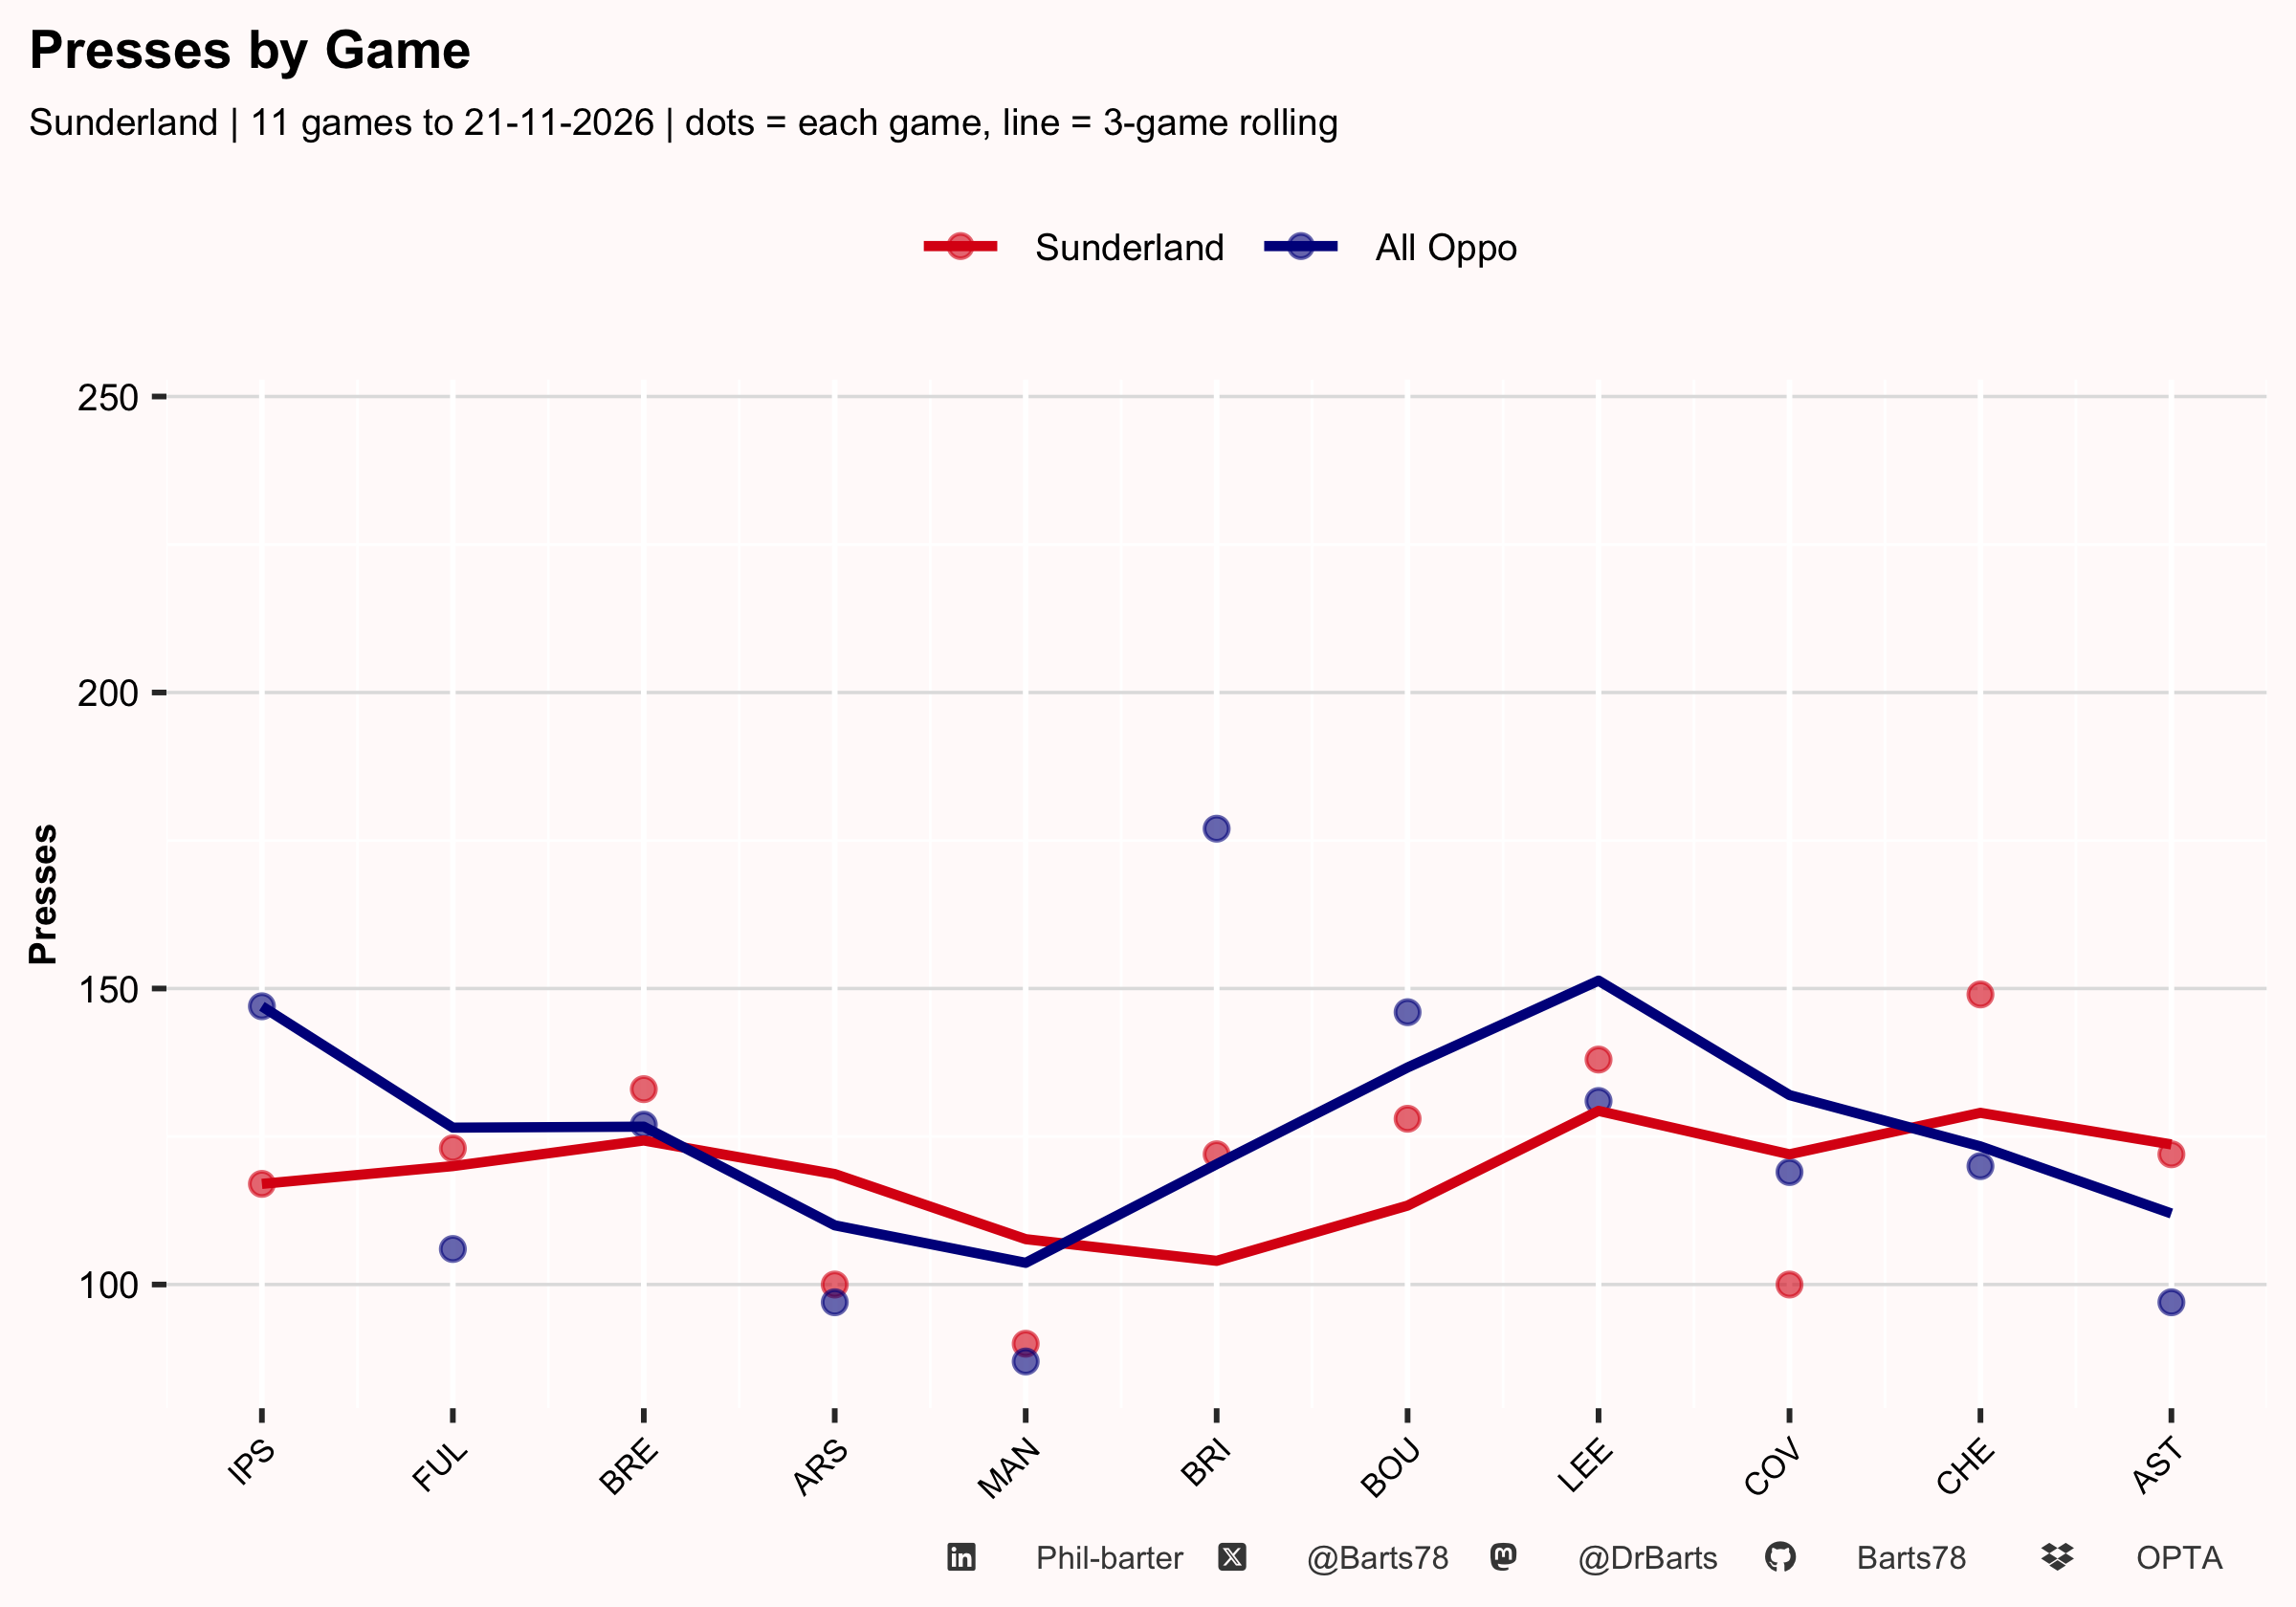 Presses by Game
Sunderland | 11 games to 21-11-2026 | dots = each game, line = 3-game rolling
Sunderland All Oppo
250
200
150
100
Presses
IPS FUL BRE ARS MAN BRI BOU LEE COV CHE AST
Phil-barter @Barts78 @DrBarts Barts78 OPTA